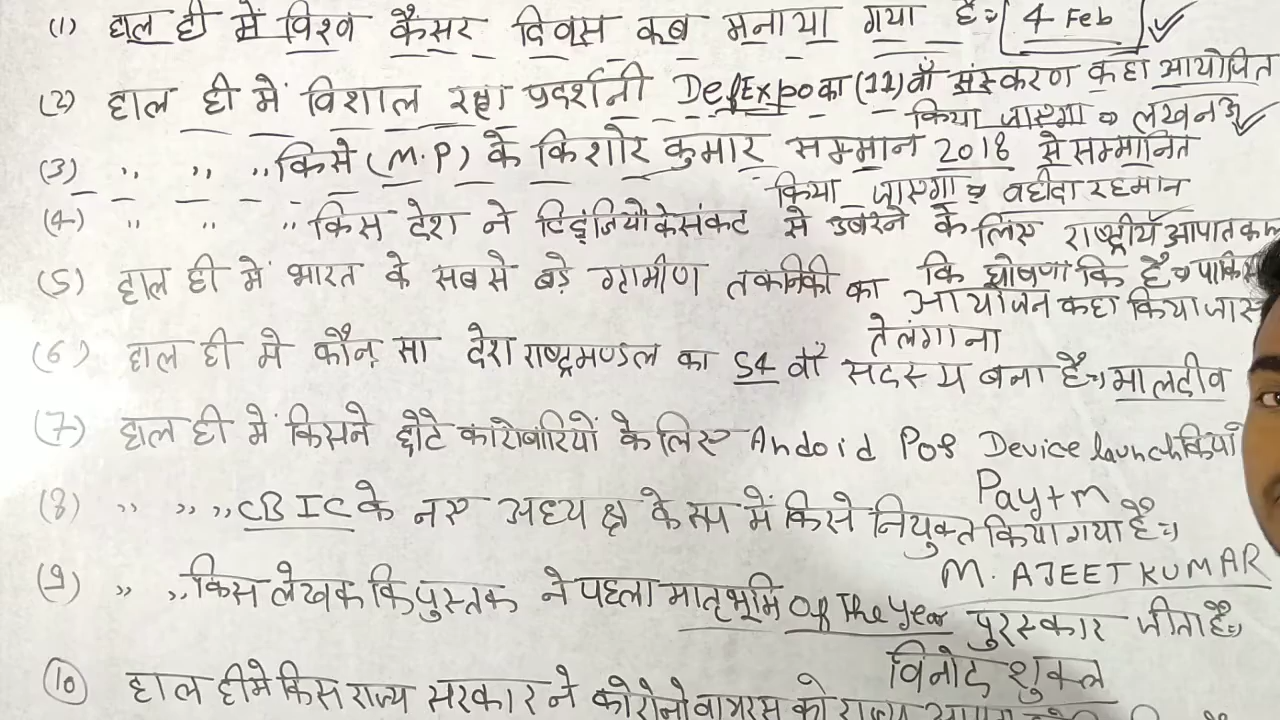 (1) हाल ही में विश्व कैंसर दिवस कब मनाया गया है⇒ 4 Feb
(2) हाल ही में विशाल रक्षा प्रदर्शनी DefExpo का (11) वाँ संस्करण कहा आयोपित
किया जाएगा ⇒ लखनऊ
(3) " " " किसे (M.P) के किशोर कुमार सम्मान 2018 से सम्मानित
किया जाएगा ⇒ वहीदा रहमान
(4) " " " किस देश ने टिड्डियों के संकट से उबरने के लिए राष्ट्रीय आपातकाल
कि घोषणा कि है ⇒
(5) हाल ही में भारत के सबसे बड़े ग्रामीण तकनिकी का आयोजन कहा किया
तेलंगाना
(6) हाल ही मे कौन सा देश राष्ट्रमण्डल का 54 वाँ सदस्य बना है⇒ मालदीव
(7) हाल ही में किसने छोटे कारोबारियों के लिए Andoid Pos Device launch किया
Paytm
(8) " " " CBIC के नए अध्यक्ष के रूप में किसे नियुक्त किया गया है⇒
M. AJEET KUMAR
(9) " " किस लेखक कि पुस्तक ने पहला मातृभूमि Of The Year पुरस्कार जीता है⇒
विनोद शुक्ल
(10) हाल ही मे किस राज्य सरकार ने कोरोनो वायरस को राज्य